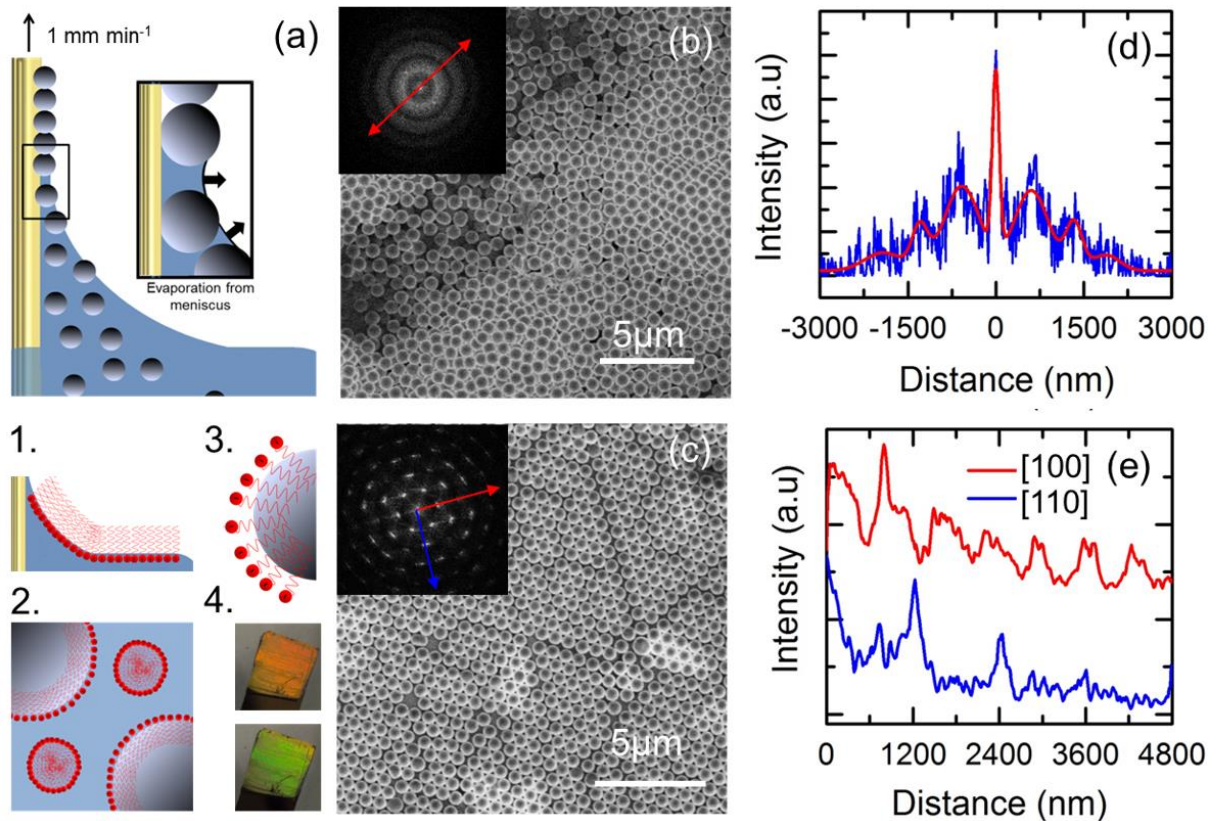 1 mm min⁻¹
(a)
Evaporation from
meniscus
1.
2.
3.
4.
(b)
5μm
(c)
5μm
(d)
Intensity (a.u)
-3000 -1500 0 1500 3000
Distance (nm)
(e)
[100]
[110]
Intensity (a.u)
0 1200 2400 3600 4800
Distance (nm)